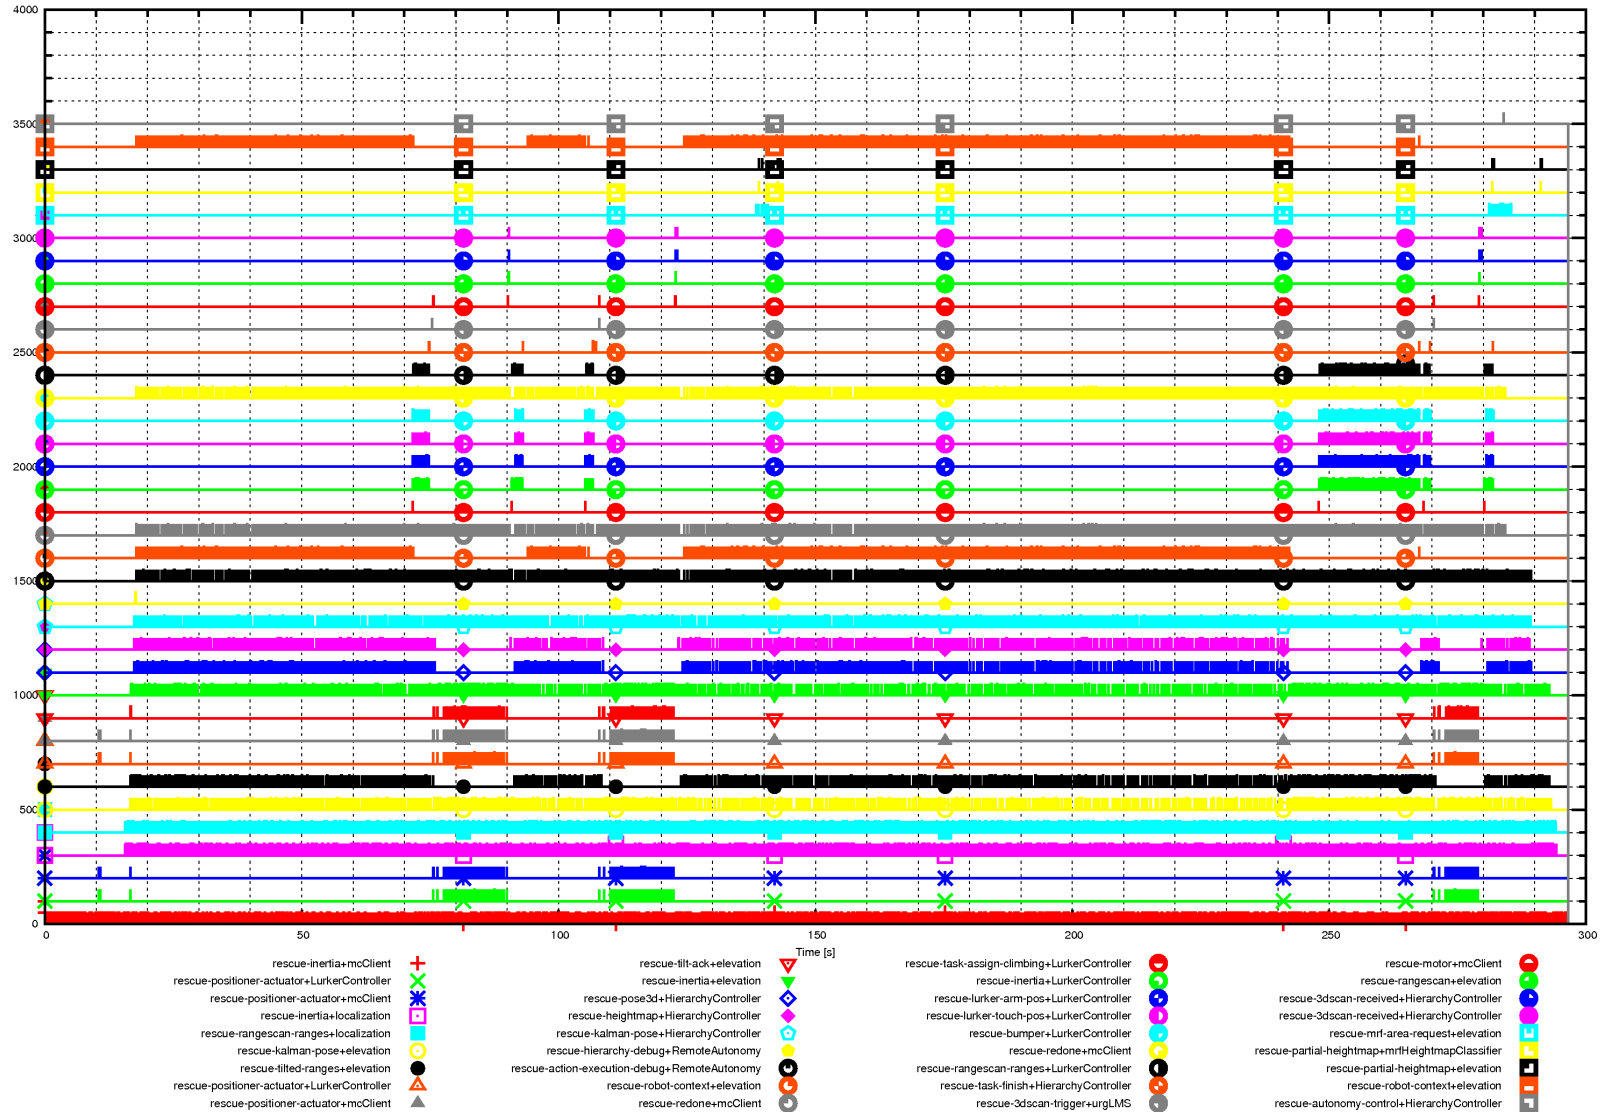 4000
3500
3000
2500
2000
1500
1000
500
0
0 50 100 150 200 250 300
Time [s]
rescue-inertia+mcClient rescue-tilt-ack+elevation rescue-task-assign-climbing+LurkerController rescue-motor+mcClient
rescue-positioner-actuator+LurkerController rescue-inertia+elevation rescue-inertia+LurkerController rescue-rangescan+elevation
rescue-positioner-actuator+mcClient rescue-pose3d+HierarchyController rescue-lurker-arm-pos+LurkerController rescue-3dscan-received+HierarchyController
rescue-inertia+localization rescue-heightmap+HierarchyController rescue-lurker-touch-pos+LurkerController rescue-3dscan-received+HierarchyController
rescue-rangescan-ranges+localization rescue-kalman-pose+HierarchyController rescue-bumper+LurkerController rescue-mrf-area-request+elevation
rescue-kalman-pose+elevation rescue-hierarchy-debug+RemoteAutonomy rescue-redone+mcClient rescue-partial-heightmap+mrfHeightmapClassifier
rescue-tilted-ranges+elevation rescue-action-execution-debug+RemoteAutonomy rescue-rangescan-ranges+LurkerController rescue-partial-heightmap+elevation
rescue-positioner-actuator+LurkerController rescue-robot-context+elevation rescue-task-finish+HierarchyController rescue-robot-context+elevation
rescue-positioner-actuator+mcClient rescue-redone+mcClient rescue-3dscan-trigger+urgLMS rescue-autonomy-control+HierarchyController